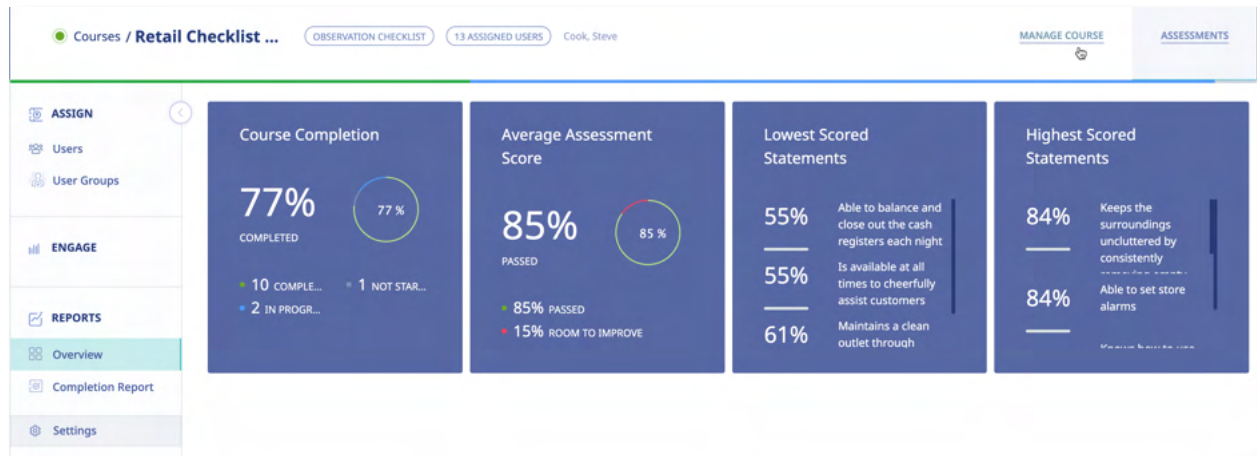 Courses / Retail Checklist ...
OBSERVATION CHECKLIST
13 ASSIGNED USERS
Cook, Steve
MANAGE COURSE
ASSESSMENTS
ASSIGN
Users
User Groups
ENGAGE
REPORTS
Overview
Completion Report
Settings
Course Completion
77%
COMPLETED
77 %
10 COMPLE...
1 NOT STAR...
2 IN PROGR...
Average Assessment
Score
85%
PASSED
85 %
85% PASSED
15% ROOM TO IMPROVE
Lowest Scored
Statements
55%
Able to balance and
close out the cash
registers each night
55%
Is available at all
times to cheerfully
assist customers
61%
Maintains a clean
outlet through
Highest Scored
Statements
84%
Keeps the
surroundings
uncluttered by
consistently
84%
Able to set store
alarms